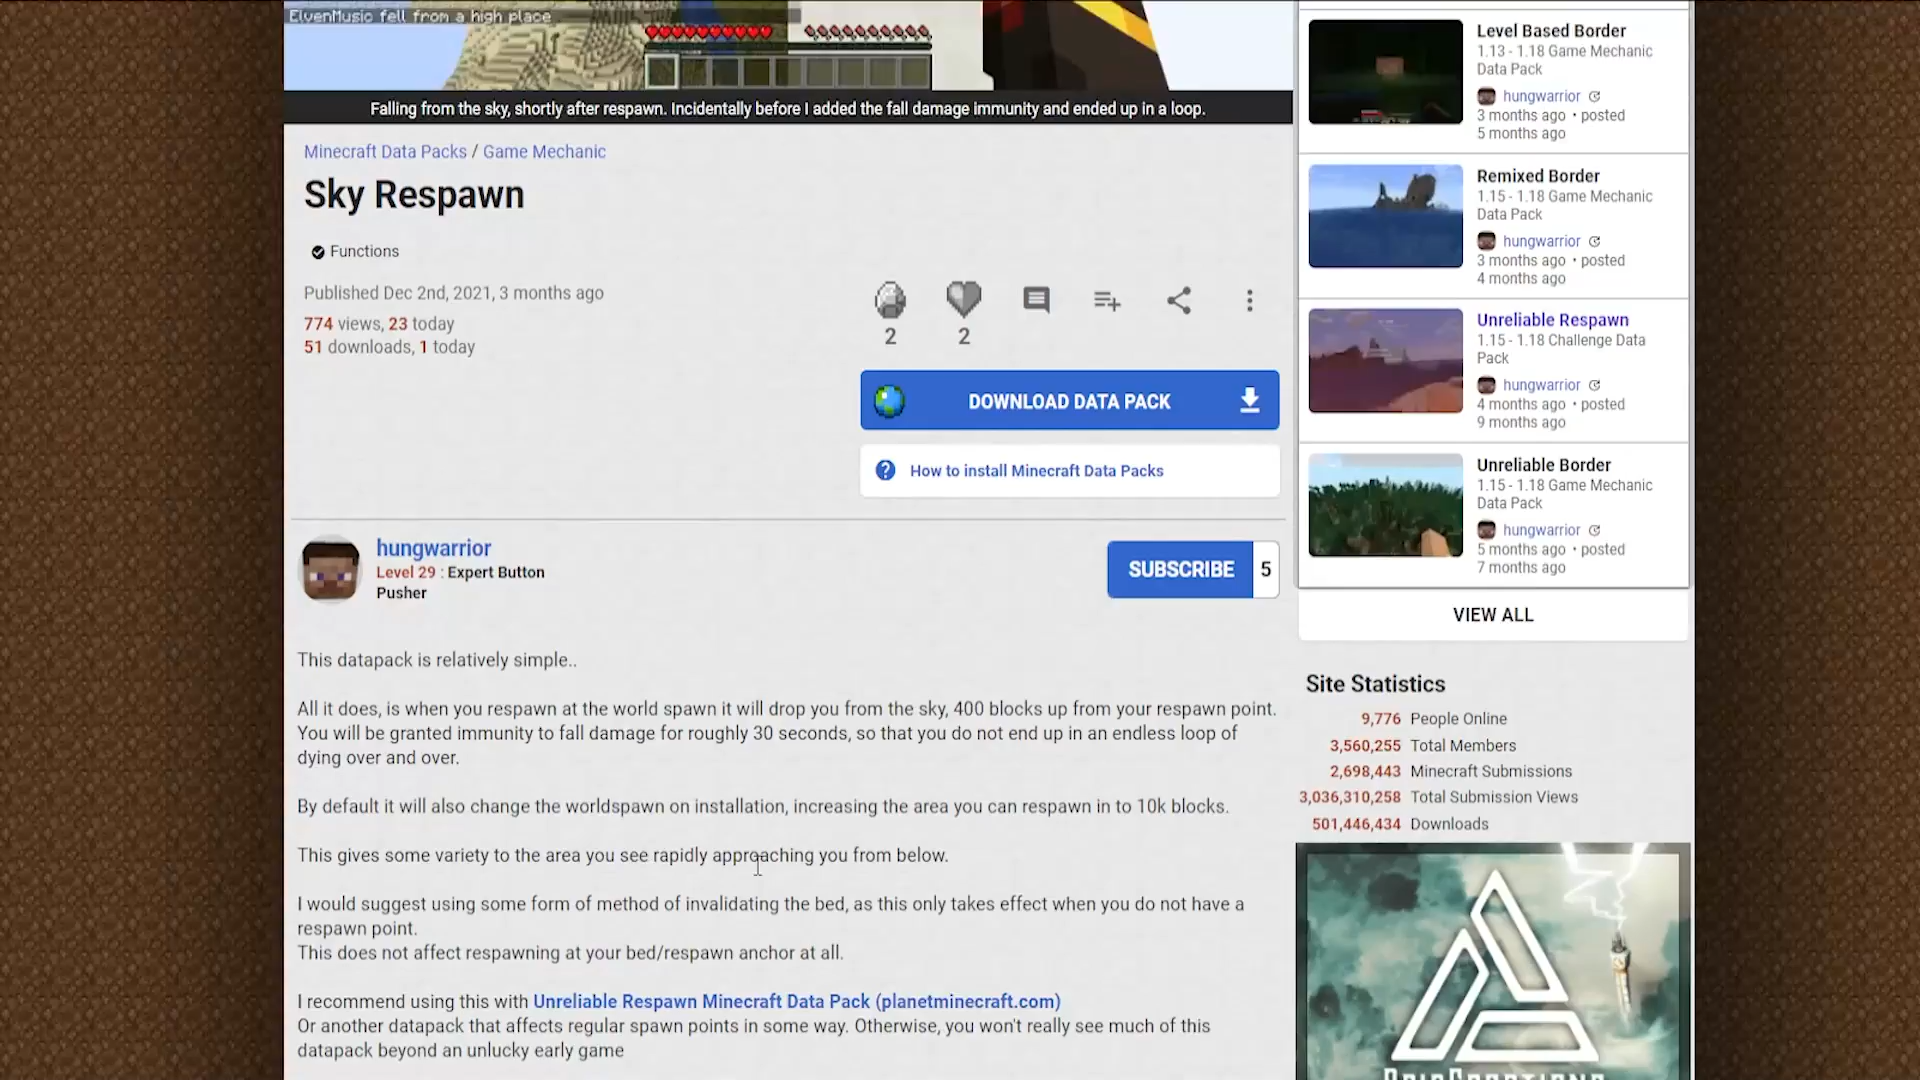 ElvenMusic fell from a high place
Falling from the sky, shortly after respawn. Incidentally before I added the fall damage immunity and ended up in a loop.
Minecraft Data Packs / Game Mechanic
Sky Respawn
Functions
Published Dec 2nd, 2021, 3 months ago
774 views, 23 today
51 downloads, 1 today
2
2
DOWNLOAD DATA PACK
How to install Minecraft Data Packs
hungwarrior
Level 29 : Expert Button
Pusher
SUBSCRIBE 5
This datapack is relatively simple..
All it does, is when you respawn at the world spawn it will drop you from the sky, 400 blocks up from your respawn point.
You will be granted immunity to fall damage for roughly 30 seconds, so that you do not end up in an endless loop of
dying over and over.
By default it will also change the worldspawn on installation, increasing the area you can respawn in to 10k blocks.
This gives some variety to the area you see rapidly approaching you from below.
I would suggest using some form of method of invalidating the bed, as this only takes effect when you do not have a
respawn point.
This does not affect respawning at your bed/respawn anchor at all.
I recommend using this with Unreliable Respawn Minecraft Data Pack (planetminecraft.com)
Or another datapack that affects regular spawn points in some way. Otherwise, you won't really see much of this
datapack beyond an unlucky early game
Level Based Border
1.13 - 1.18 Game Mechanic
Data Pack
hungwarrior
3 months ago • posted
5 months ago
Remixed Border
1.15 - 1.18 Game Mechanic
Data Pack
hungwarrior
3 months ago • posted
4 months ago
Unreliable Respawn
1.15 - 1.18 Challenge Data
Pack
hungwarrior
4 months ago • posted
9 months ago
Unreliable Border
1.15 - 1.18 Game Mechanic
Data Pack
hungwarrior
5 months ago • posted
7 months ago
VIEW ALL
Site Statistics
9,776 People Online
3,560,255 Total Members
2,698,443 Minecraft Submissions
3,036,310,258 Total Submission Views
501,446,434 Downloads